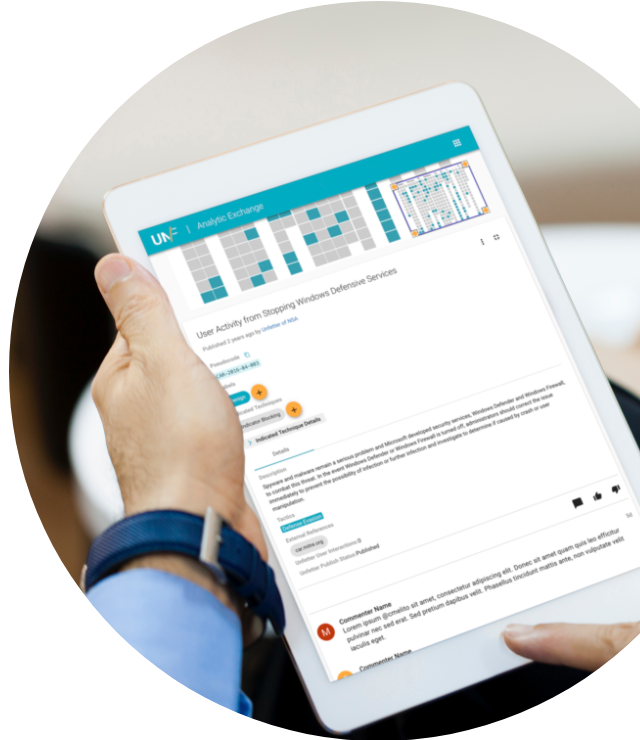 UNF | Analytic Exchange
User Activity from Stopping Windows Defensive Services
Published 2 years ago by Unfetter of NSA
Pseudocode
CAR-2016-04-003
Labels
Indicator Blocking
Indicated Technique Details
Details
Description
Spyware and malware remain a serious problem and Microsoft developed security services, Windows Defender and Windows Firewall,
to combat this threat. In the event Windows Defender or Windows Firewall is turned off, administrators should correct the issue
immediately to prevent the possibility of infection or further infection and investigate to determine if caused by crash or user
manipulation.
Tactics
Defense Evasion
External References
car.mitre.org
Unfetter User Interactions 0
Unfetter Publish Status Published
M
Commenter Name
Lorem ipsum @cmelito sit amet, consectetur adipiscing elit. Donec sit amet quam quis leo efficitur
pulvinar nec sed erat. Sed pretium dapibus velit. Phasellus tincidunt mattis ante, non vulputate velit
iaculis eget.
Commenter Name